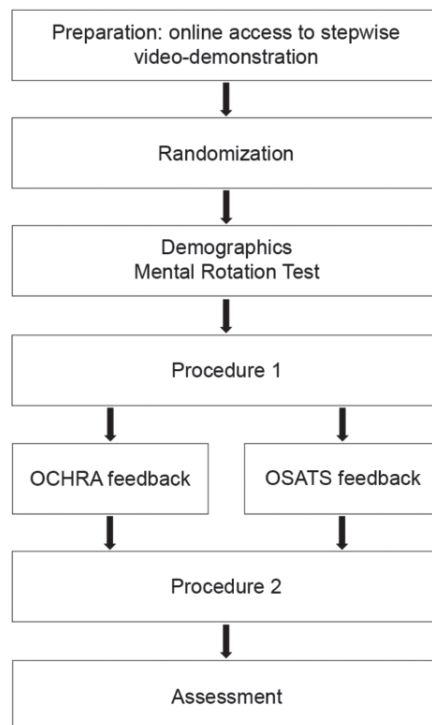 Preparation: online access to stepwise
video-demonstration
Randomization
Demographics
Mental Rotation Test
Procedure 1
OCHRA feedback
OSATS feedback
Procedure 2
Assessment